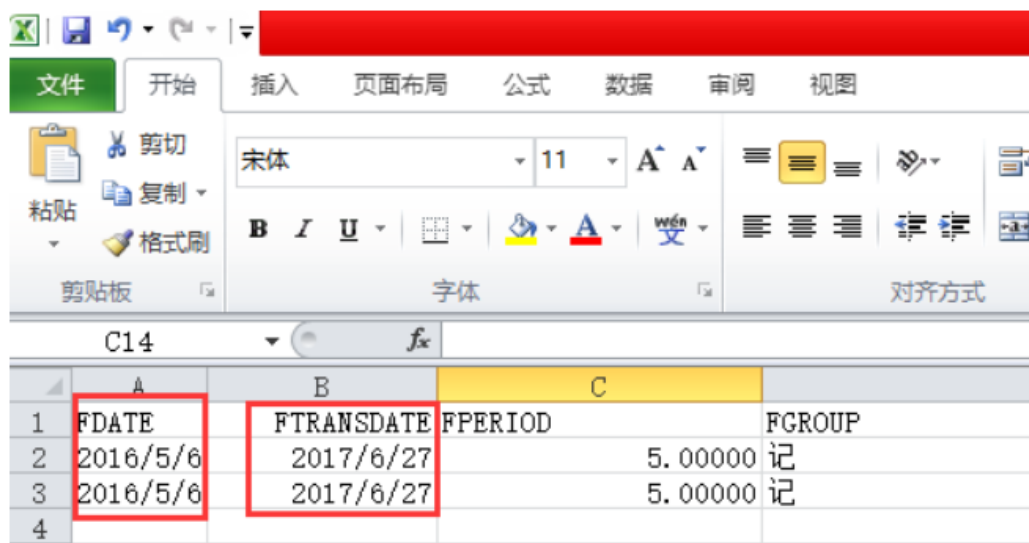 文件 开始 插入 页面布局 公式 数据 审阅 视图
粘贴 剪切 复制 格式刷
宋体 11 A A
B I U A wén 文
剪贴板 字体 对齐方式
C14 fx
A B C
1 FDATE FTRANSDATE FPERIOD FGROUP
2 2016/5/6 2017/6/27 5.00000 记
3 2016/5/6 2017/6/27 5.00000 记
4